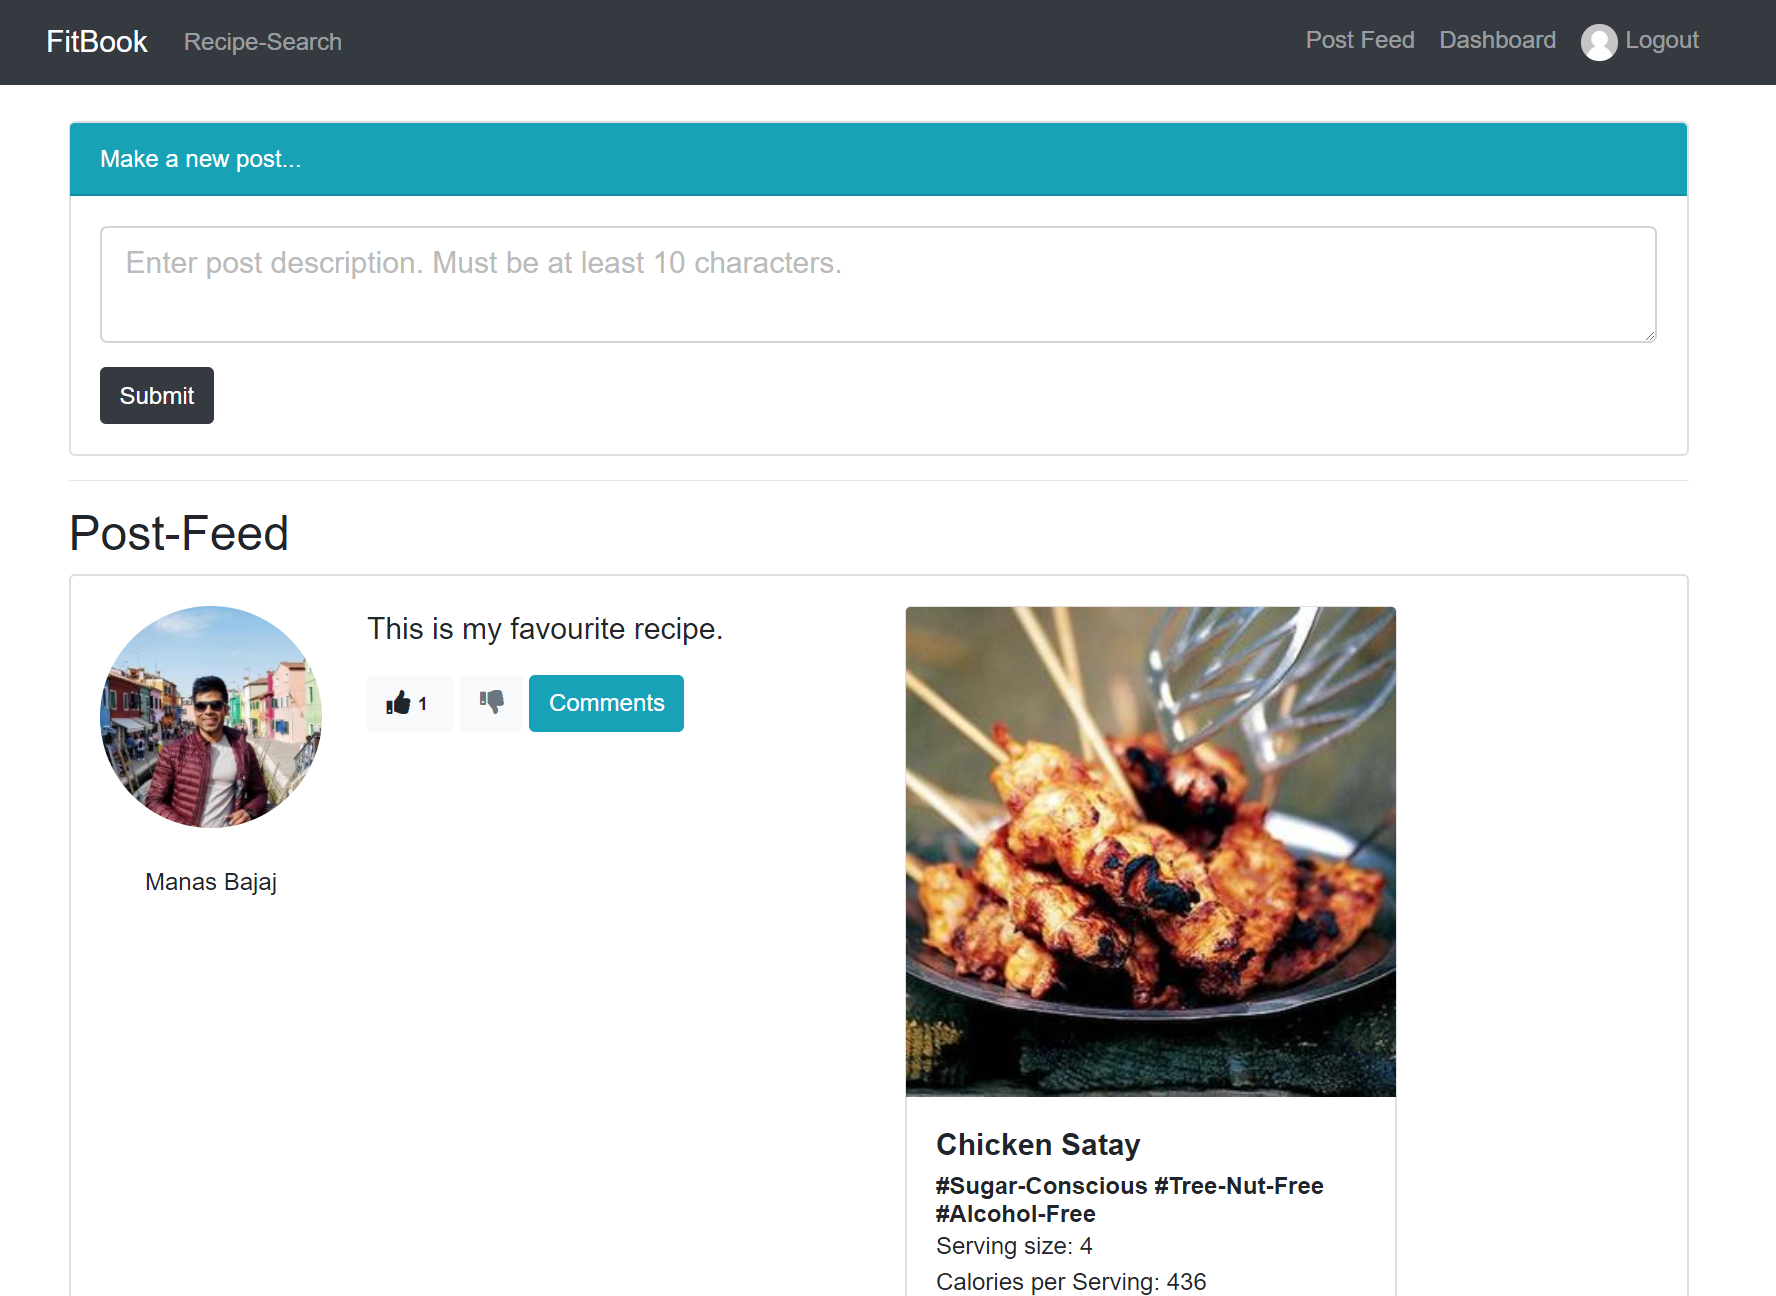 FitBook Recipe-Search Post Feed Dashboard Logout
Make a new post...
Enter post description. Must be at least 10 characters.
Submit
Post-Feed
This is my favourite recipe.
1 Comments
Manas Bajaj
Chicken Satay
#Sugar-Conscious #Tree-Nut-Free
#Alcohol-Free
Serving size: 4
Calories per Serving: 436